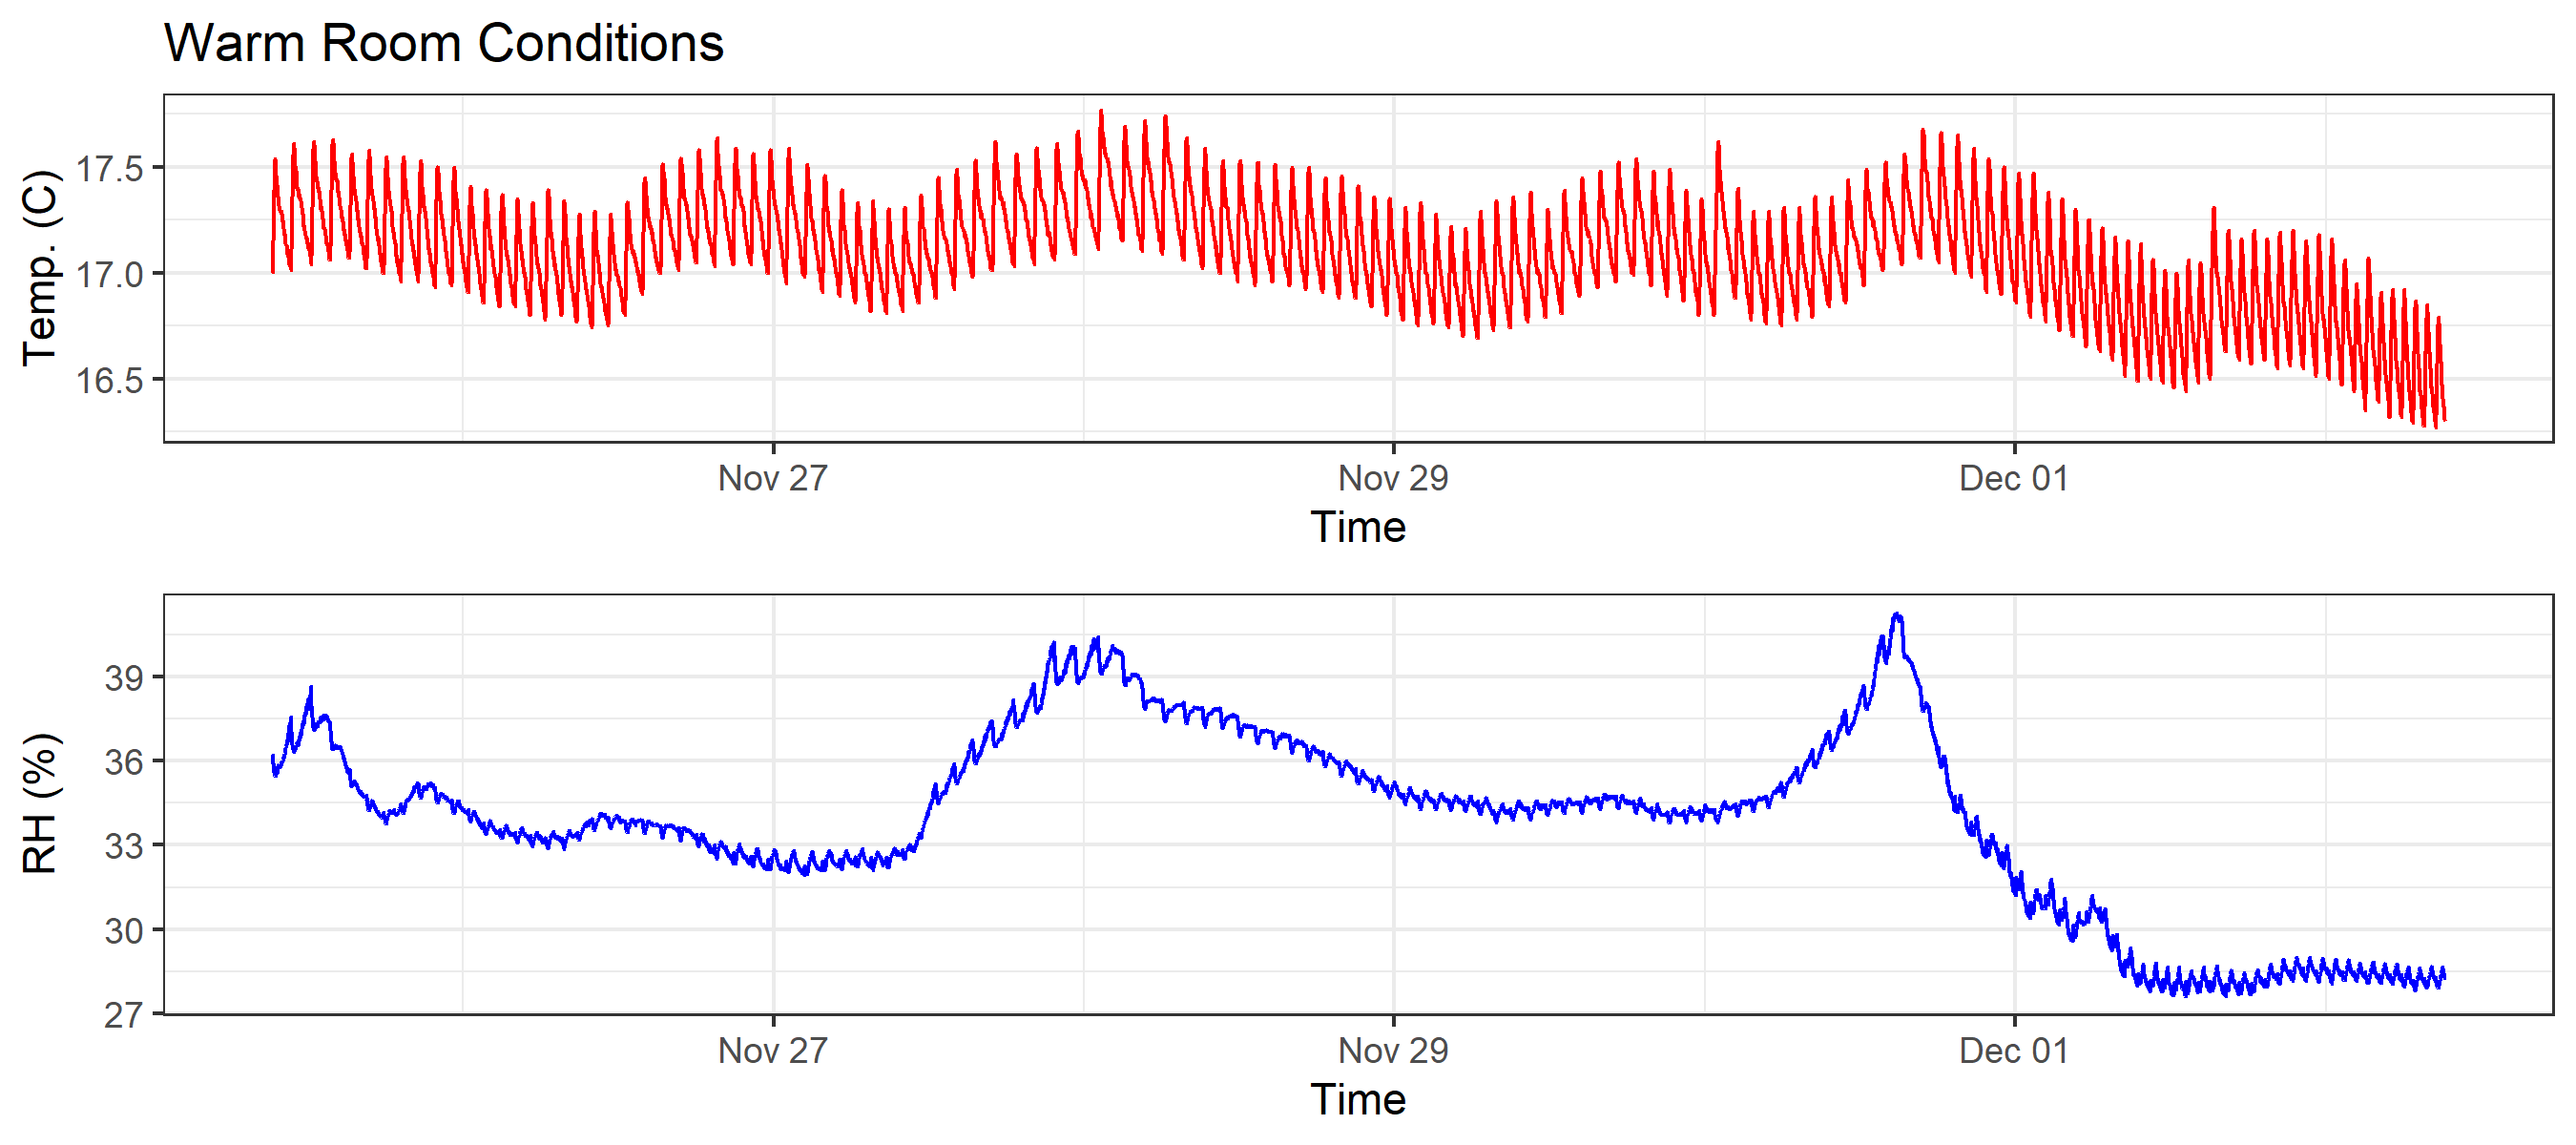 Warm Room Conditions
Temp. (C)
17.5
17.0
16.5
Nov 27 Nov 29 Dec 01
Time
RH (%)
39
36
33
30
27
Nov 27 Nov 29 Dec 01
Time